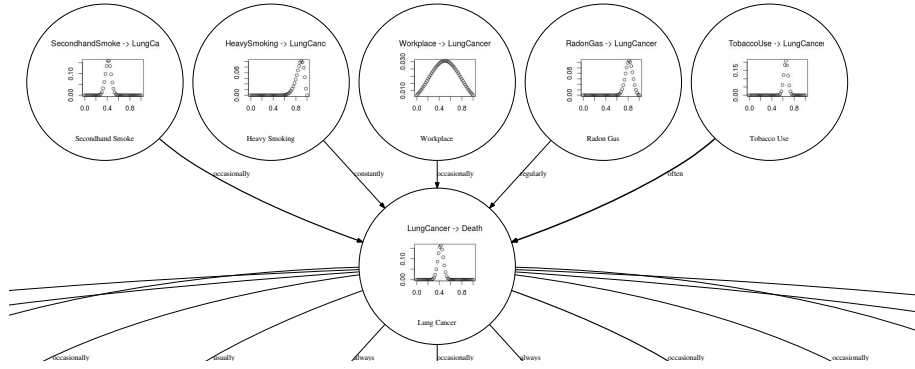 SecondhandSmoke -> LungCa
HeavySmoking -> LungCanc
Workplace -> LungCancer
RadonGas -> LungCancer
TobaccoUse -> LungCancer
0.00 0.10
0.00 0.08
0.010 0.030
0.00 0.08
0.00 0.15
0.0 0.4 0.8
0.0 0.4 0.8
0.0 0.4 0.8
0.0 0.4 0.8
0.0 0.4 0.8
Secondhand Smoke
Heavy Smoking
Workplace
Radon Gas
Tobacco Use
occasionally
constantly
occasionally
regularly
often
LungCancer -> Death
0.00 0.10
0.0 0.4 0.8
Lung Cancer
occasionally
usually
always
occasionally
always
occasionally
occasionally